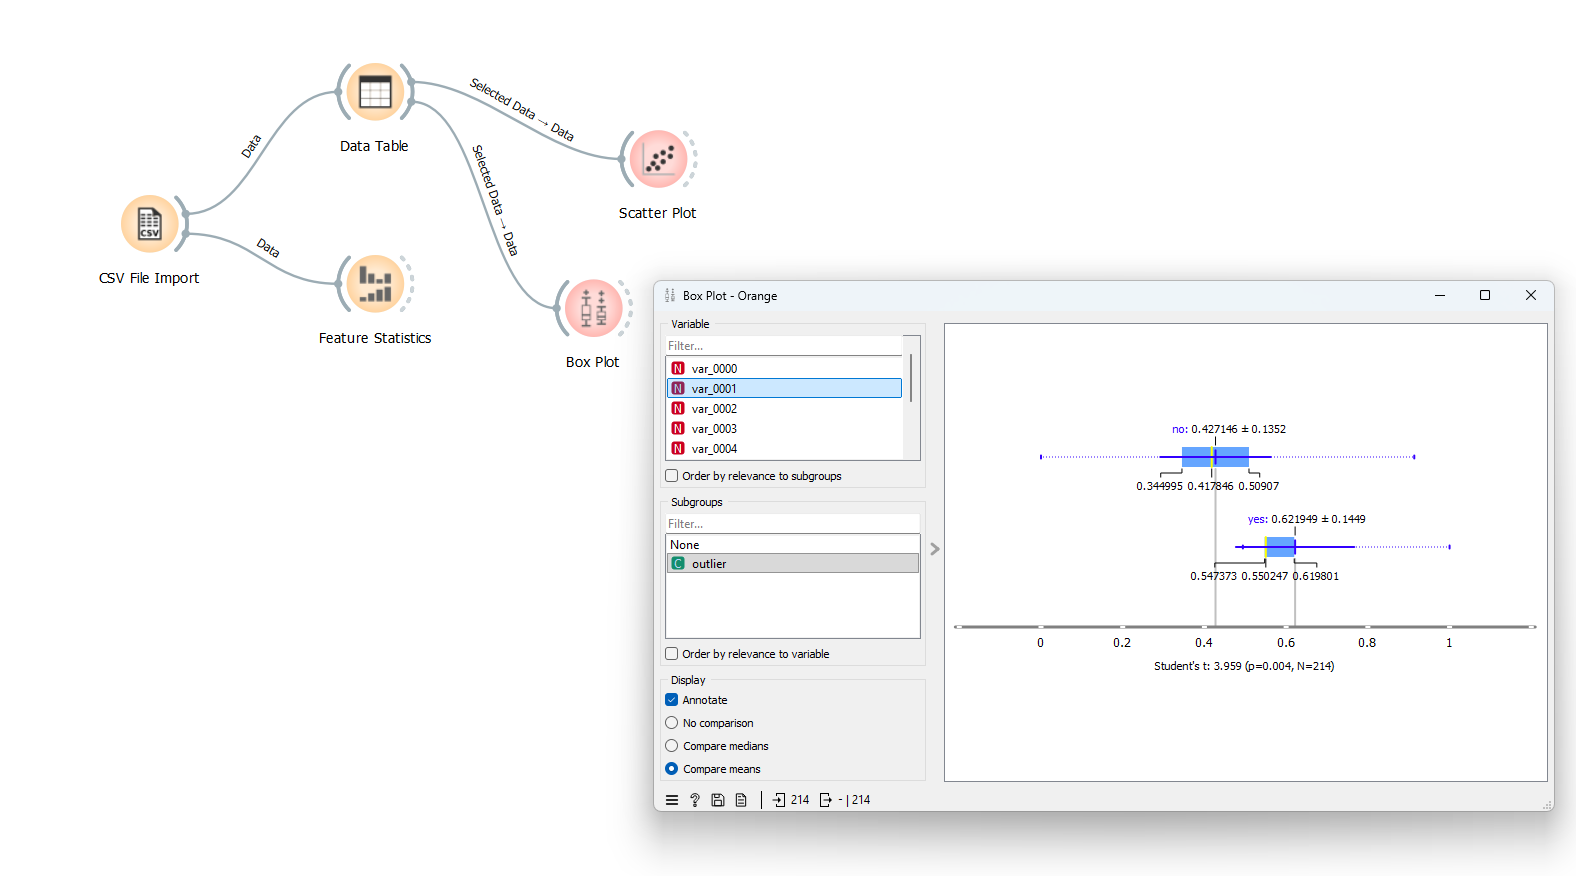 Data
Data Table
Selected Data → Data
Selected Data → Data
Scatter Plot
CSV
CSV File Import
Data
Feature Statistics
Box Plot
Box Plot - Orange
Variable
Filter...
N var_0000
N var_0001
N var_0002
N var_0003
N var_0004
Order by relevance to subgroups
Subgroups
Filter...
None
C outlier
Order by relevance to variable
Display
Annotate
No comparison
Compare medians
Compare means
? 214 - | 214
no: 0.427146 ± 0.1352
0.344995 0.417846 0.50907
yes: 0.621949 ± 0.1449
0.547373 0.550247 0.619801
0 0.2 0.4 0.6 0.8 1
Student's t: 3.959 (p=0.004, N=214)